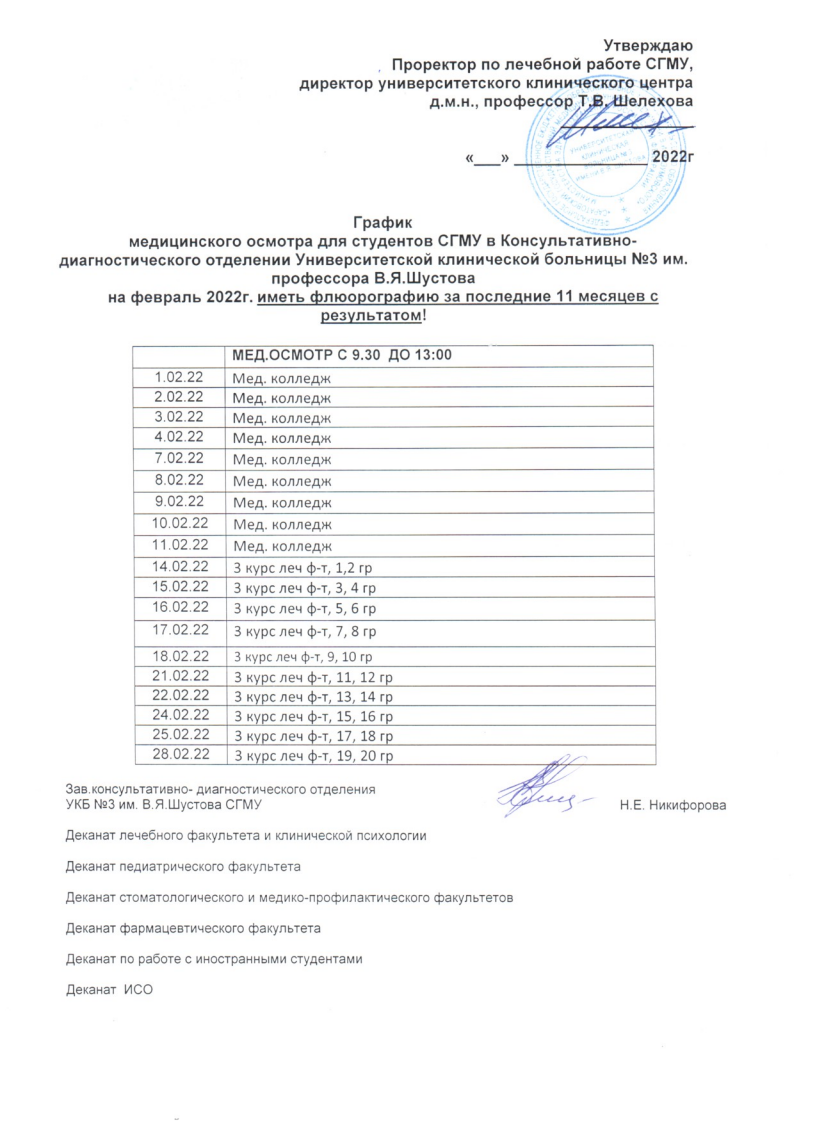 Утверждаю
Проректор по лечебной работе СГМУ,
директор университетского клинического центра
д.м.н., профессор Т.В. Шелехова
«___» ________________ 2022г
График
медицинского осмотра для студентов СГМУ в Консультативно-
диагностического отделении Университетской клинической больницы №3 им.
профессора В.Я.Шустова
на февраль 2022г. иметь флюорографию за последние 11 месяцев с
результатом!
МЕД.ОСМОТР С 9.30 ДО 13:00
1.02.22 Мед. колледж
2.02.22 Мед. колледж
3.02.22 Мед. колледж
4.02.22 Мед. колледж
7.02.22 Мед. колледж
8.02.22 Мед. колледж
9.02.22 Мед. колледж
10.02.22 Мед. колледж
11.02.22 Мед. колледж
14.02.22 3 курс леч ф-т, 1,2 гр
15.02.22 3 курс леч ф-т, 3, 4 гр
16.02.22 3 курс леч ф-т, 5, 6 гр
17.02.22 3 курс леч ф-т, 7, 8 гр
18.02.22 3 курс леч ф-т, 9, 10 гр
21.02.22 3 курс леч ф-т, 11, 12 гр
22.02.22 3 курс леч ф-т, 13, 14 гр
24.02.22 3 курс леч ф-т, 15, 16 гр
25.02.22 3 курс леч ф-т, 17, 18 гр
28.02.22 3 курс леч ф-т, 19, 20 гр
Зав.консультативно- диагностического отделения
УКБ №3 им. В.Я.Шустова СГМУ Н.Е. Никифорова
Деканат лечебного факультета и клинической психологии
Деканат педиатрического факультета
Деканат стоматологического и медико-профилактического факультетов
Деканат фармацевтического факультета
Деканат по работе с иностранными студентами
Деканат ИСО